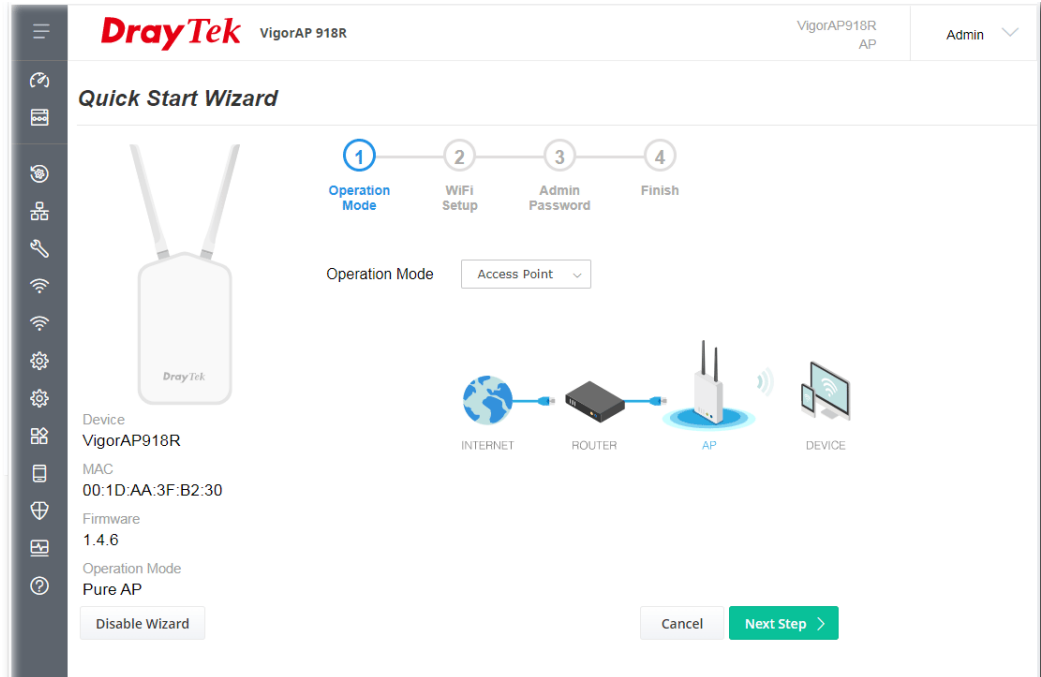 DrayTek VigorAP 918R
VigorAP918R
AP
Admin
Quick Start Wizard
1 2 3 4
Operation Mode
WiFi Setup
Admin Password
Finish
Operation Mode Access Point
DrayTek
INTERNET ROUTER AP DEVICE
Device
VigorAP918R
MAC
00:1D:AA:3F:B2:30
Firmware
1.4.6
Operation Mode
Pure AP
Disable Wizard Cancel Next Step